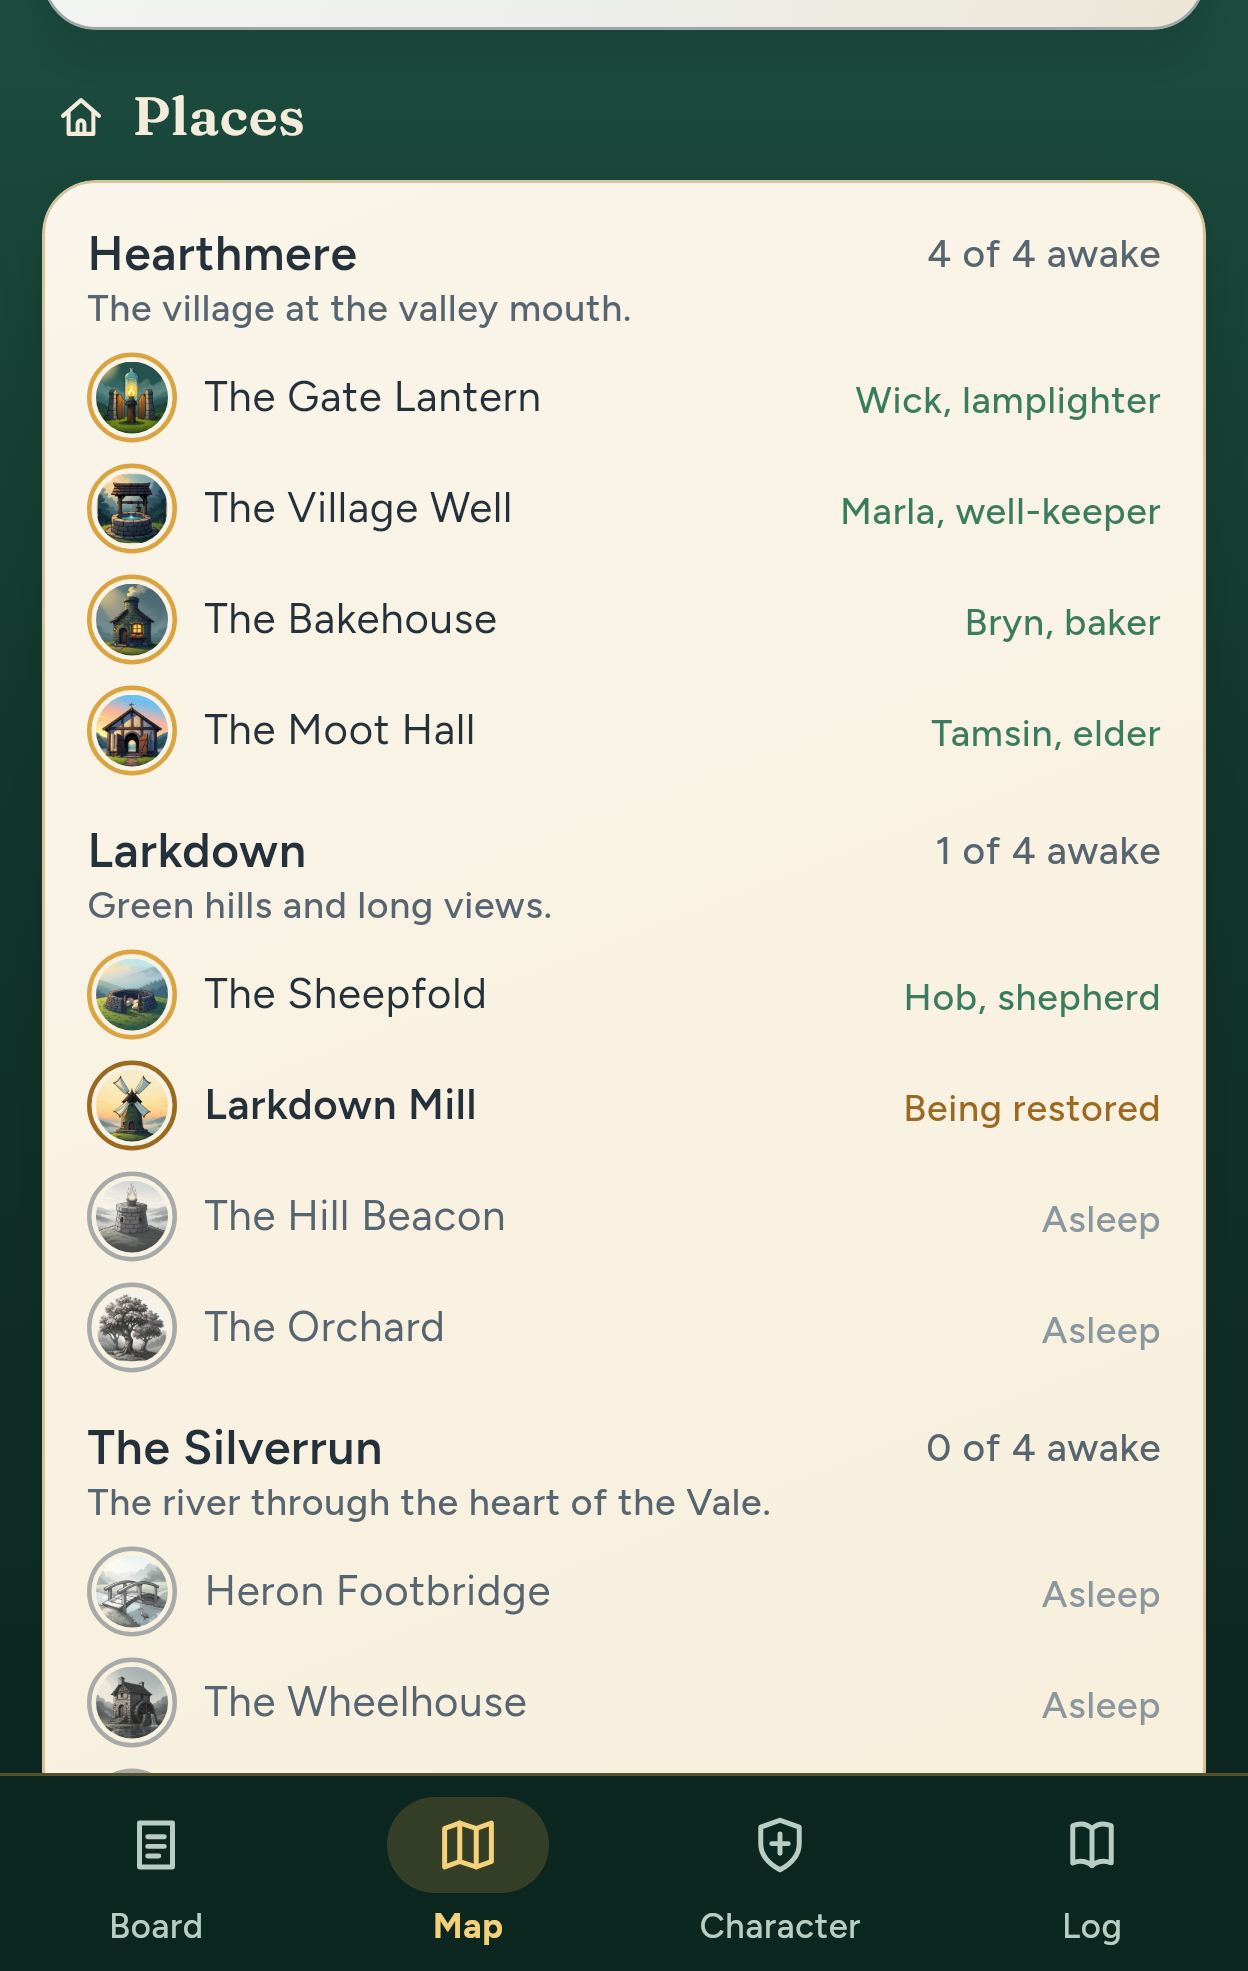 Places
Hearthmere
4 of 4 awake
The village at the valley mouth.
The Gate Lantern
Wick, lamplighter
The Village Well
Marla, well-keeper
The Bakehouse
Bryn, baker
The Moot Hall
Tamsin, elder
Larkdown
1 of 4 awake
Green hills and long views.
The Sheepfold
Hob, shepherd
Larkdown Mill
Being restored
The Hill Beacon
Asleep
The Orchard
Asleep
The Silverrun
0 of 4 awake
The river through the heart of the Vale.
Heron Footbridge
Asleep
The Wheelhouse
Asleep
Board
Map
Character
Log